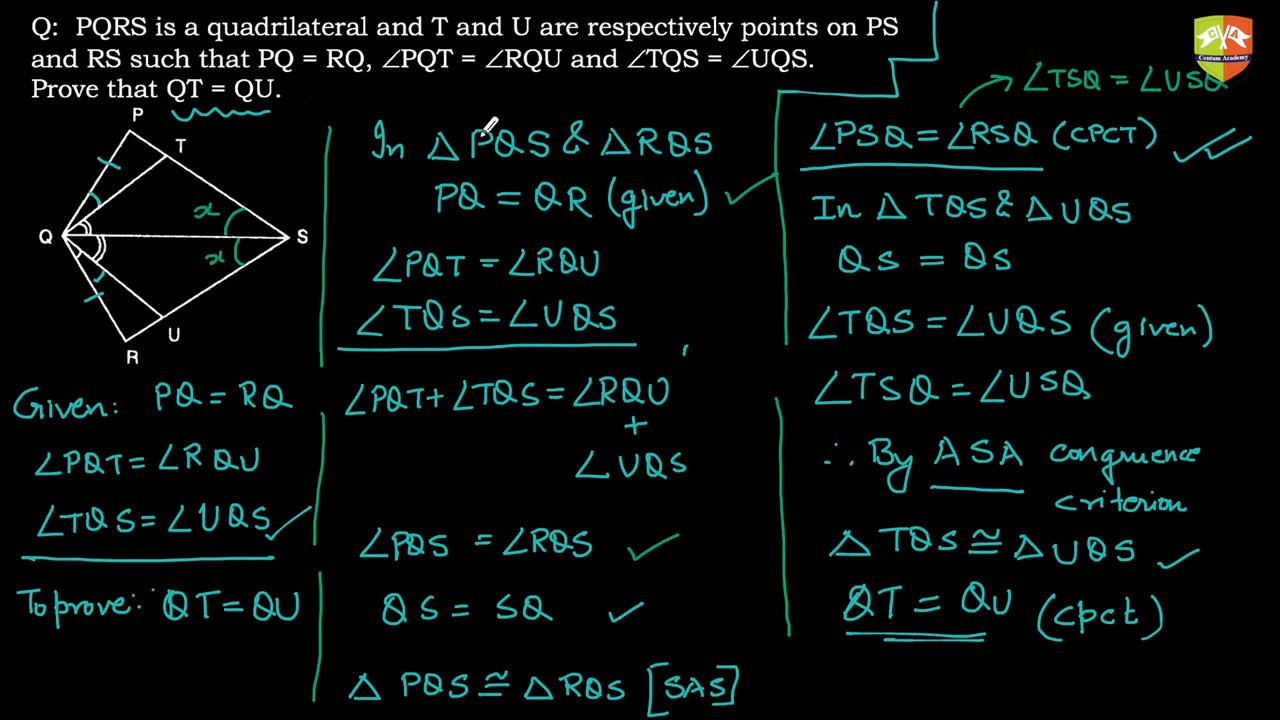 Q: PQRS is a quadrilateral and T and U are respectively points on PS
and RS such that PQ = RQ, ∠PQT = ∠RQU and ∠TQS = ∠UQS.
Prove that QT = QU.
C A
Centum Academy
P
T
Q
x
x
S
U
R
Given: PQ = RQ
∠PQT = ∠RQU
∠TQS = ∠UQS
To prove: QT = QU
In △ PQS & △ RQS
PQ = QR (given)
∠PQT = ∠RQU
∠TQS = ∠UQS
∠PQT + ∠TQS = ∠RQU
+
∠UQS
∠PQS = ∠RQS
QS = SQ
△ PQS ≅ △ RQS [SAS]
∠TSQ = ∠USQ
∠PSQ = ∠RSQ (CPCT)
In △ TQS & △ UQS
QS = QS
∠TQS = ∠UQS (given)
∠TSQ = ∠USQ
∴ By ASA congruence
criterion
△ TQS ≅ △ UQS
QT = QU (cpct)